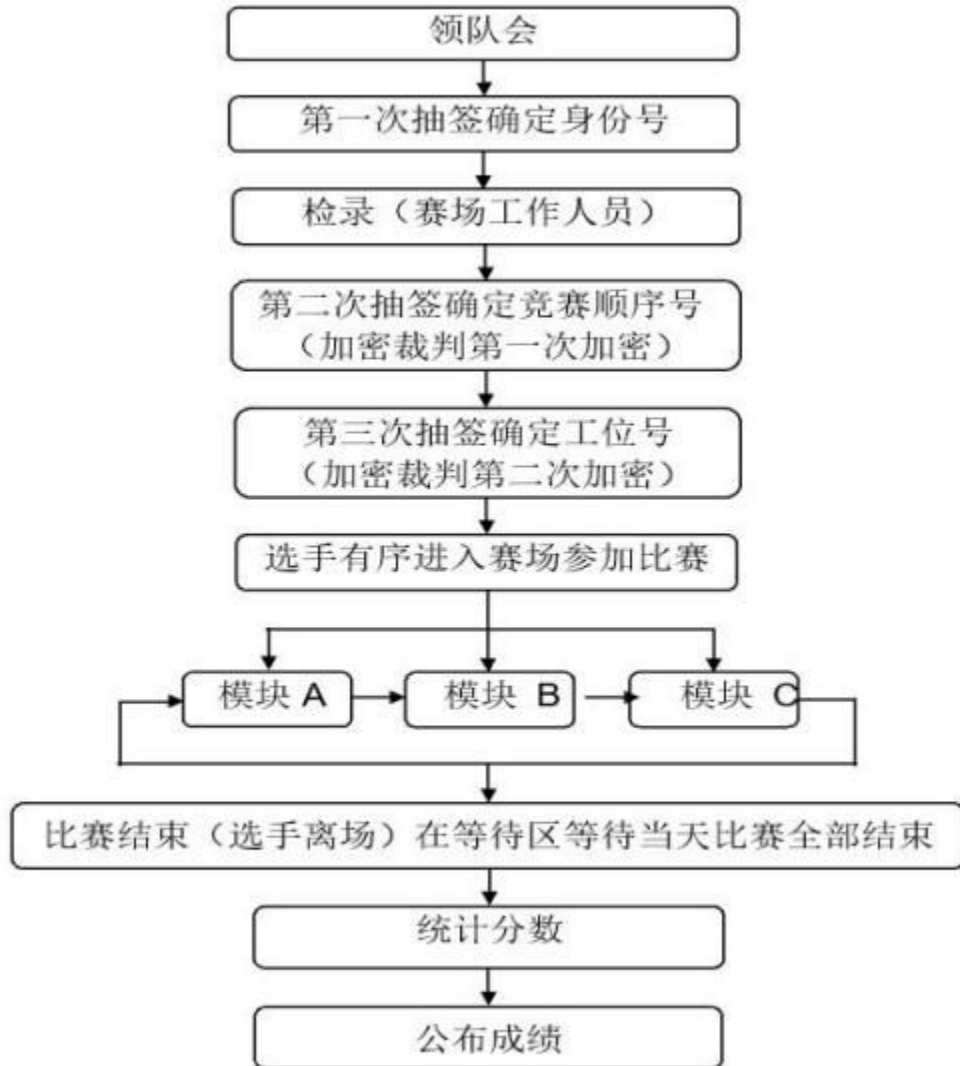 领队会
第一次抽签确定身份号
检录（赛场工作人员）
第二次抽签确定竞赛顺序号
（加密裁判第一次加密）
第三次抽签确定工位号
（加密裁判第二次加密）
选手有序进入赛场参加比赛
模块 A
模块 B
模块 C
比赛结束（选手离场）在等待区等待当天比赛全部结束
统计分数
公布成绩